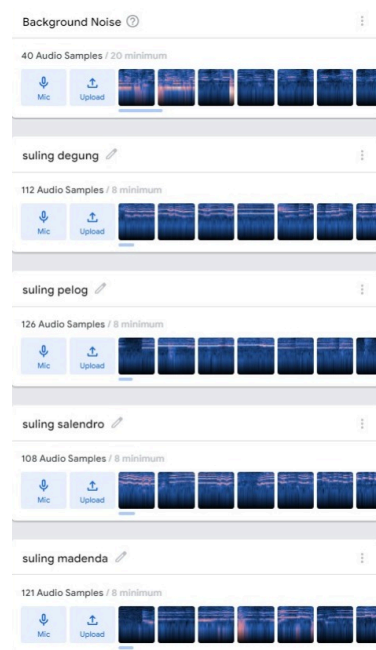 Background Noise
40 Audio Samples / 20 minimum
Mic Upload
suling degung
112 Audio Samples / 8 minimum
Mic Upload
suling pelog
126 Audio Samples / 8 minimum
Mic Upload
suling salendro
108 Audio Samples / 8 minimum
Mic Upload
suling madenda
121 Audio Samples / 8 minimum
Mic Upload